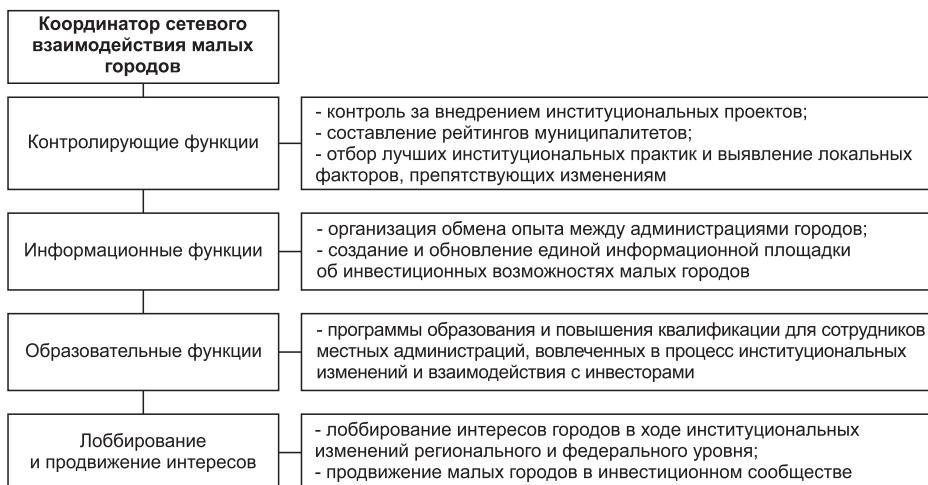 Координатор сетевого
взаимодействия малых
городов
Контролирующие функции
- контроль за внедрением институциональных проектов;
- составление рейтингов муниципалитетов;
- отбор лучших институциональных практик и выявление локальных
факторов, препятствующих изменениям
Информационные функции
- организация обмена опыта между администрациями городов;
- создание и обновление единой информационной площадки
об инвестиционных возможностях малых городов
Образовательные функции
- программы образования и повышения квалификации для сотрудников
местных администраций, вовлеченных в процесс институциональных
изменений и взаимодействия с инвесторами
Лоббирование
и продвижение интересов
- лоббирование интересов городов в ходе институциональных
изменений регионального и федерального уровня;
- продвижение малых городов в инвестиционном сообществе